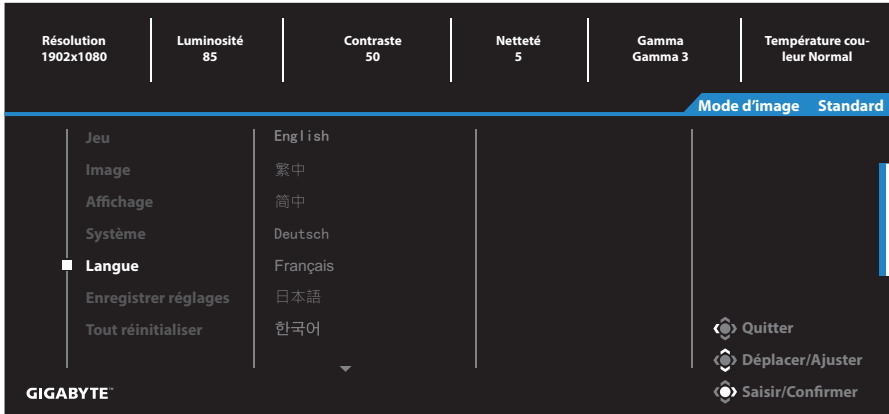 Résolution
1902x1080
Luminosité
85
Contraste
50
Netteté
5
Gamma
Gamma 3
Température cou-
leur Normal
Mode d'image Standard
Jeu
Image
Affichage
Système
Langue
Enregistrer réglages
Tout réinitialiser
English
繁中
简中
Deutsch
Français
日本語
한국어
Quitter
Déplacer/Ajuster
Saisir/Confirmer
GIGABYTE™